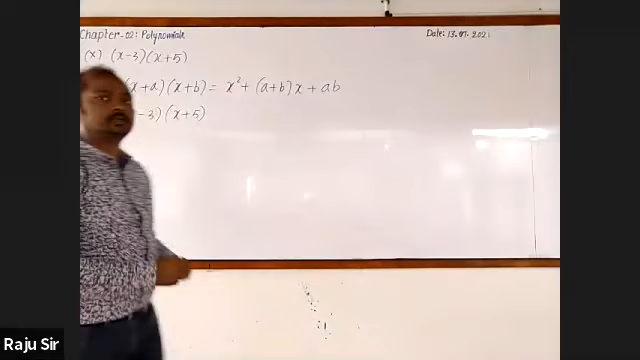 Chapter-02: Polynomials
Date: 13.07.2021
(x) (x-3)(x+5)
x+a)(x+b) = x²+(a+b)x+ab
-3)(x+5)
Raju Sir